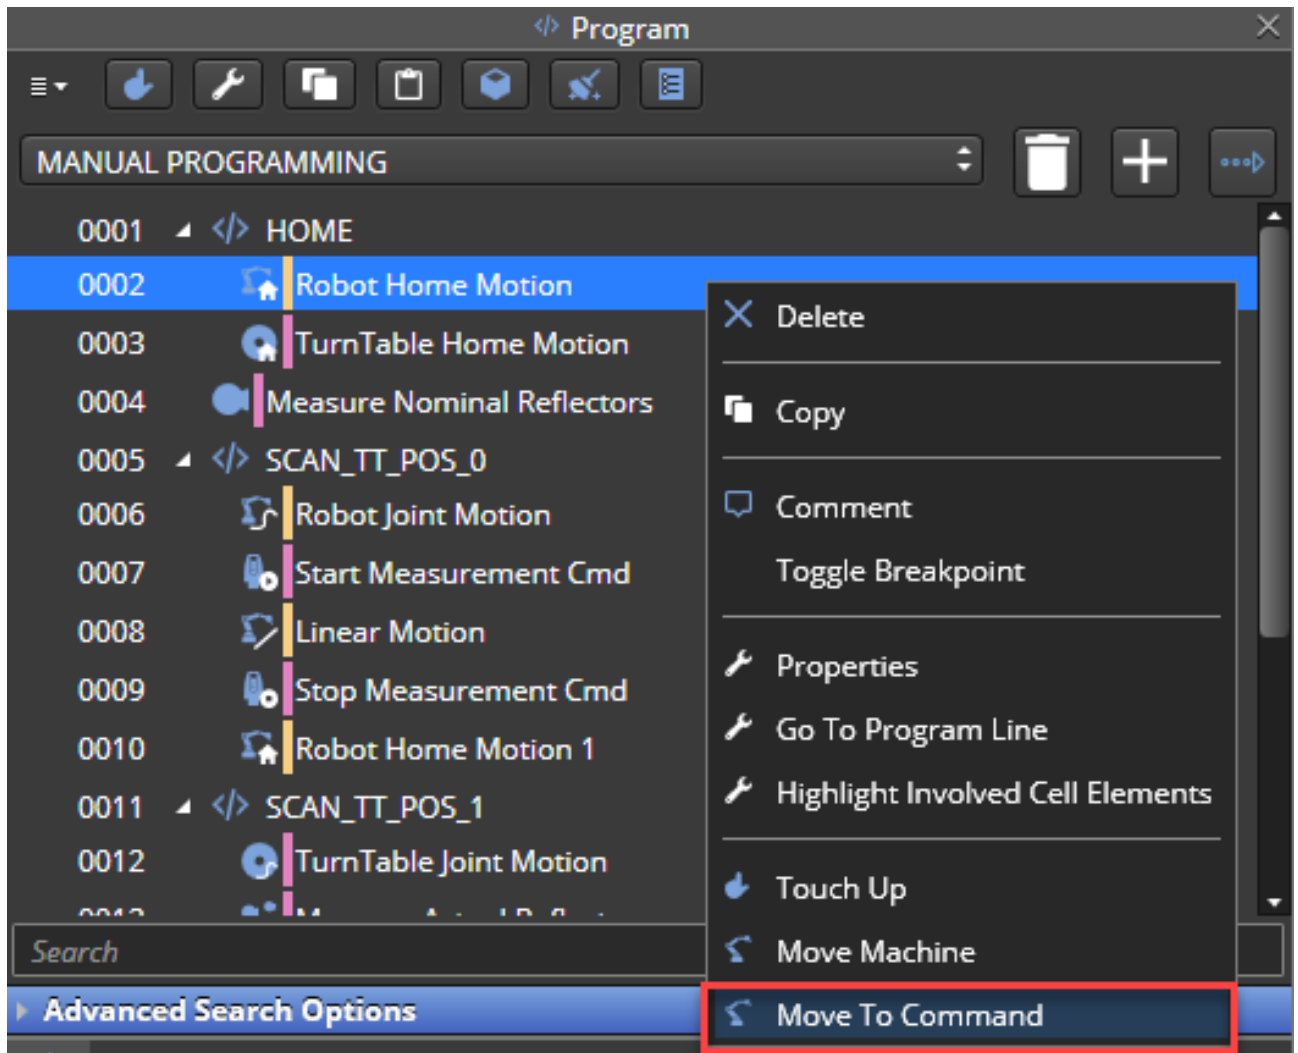 Program
MANUAL PROGRAMMING
0001 HOME
0002 Robot Home Motion
0003 TurnTable Home Motion
0004 Measure Nominal Reflectors
0005 SCAN_TT_POS_0
0006 Robot Joint Motion
0007 Start Measurement Cmd
0008 Linear Motion
0009 Stop Measurement Cmd
0010 Robot Home Motion 1
0011 SCAN_TT_POS_1
0012 TurnTable Joint Motion
Search
Advanced Search Options
Delete
Copy
Comment
Toggle Breakpoint
Properties
Go To Program Line
Highlight Involved Cell Elements
Touch Up
Move Machine
Move To Command